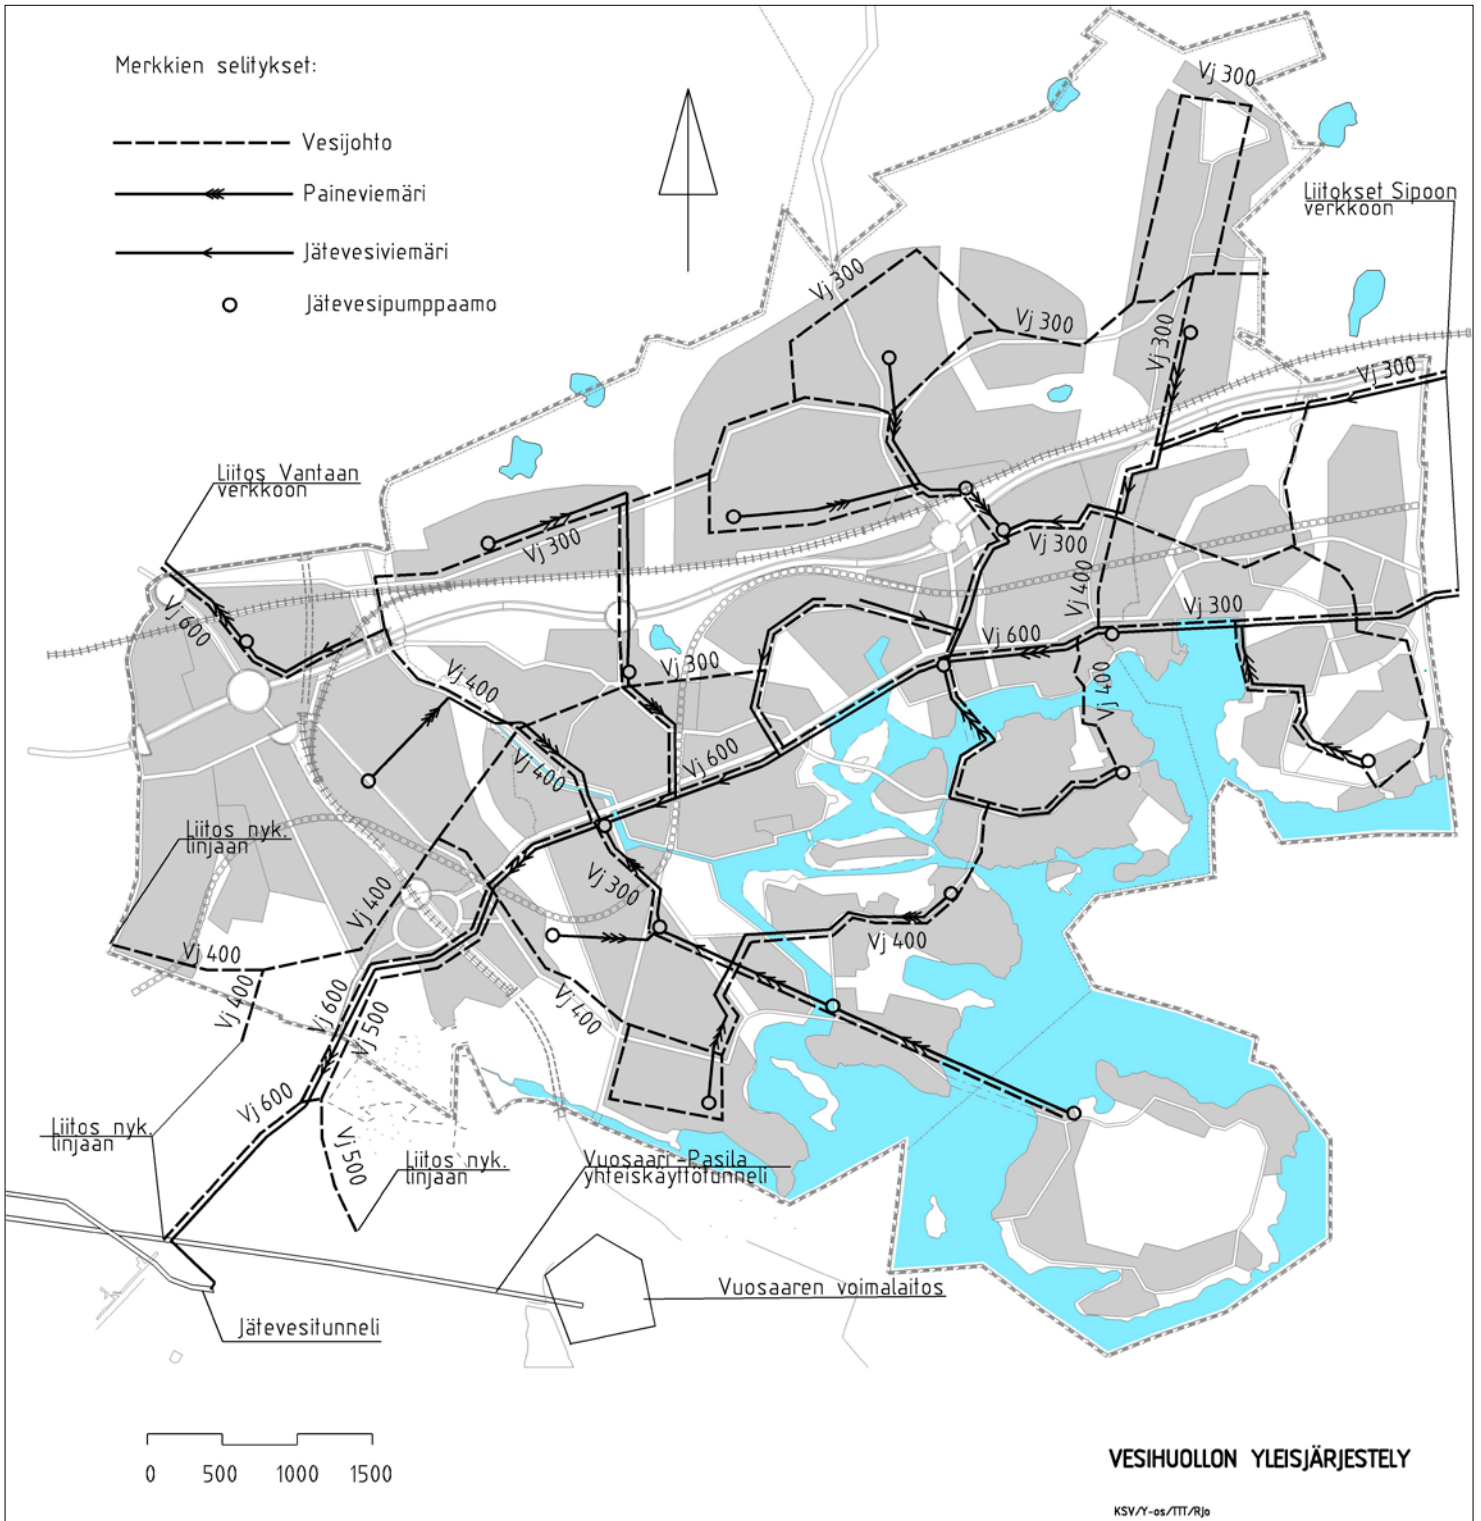 Merkkien selitykset:
Vesijohto
Paineviemäri
Jätevesiviemäri
Jätevesipumppaamo
Vj 300
Liitokset Sipoon
verkkoon
Vj 300
Vj 300
Vj 300
Vj 300
Liitos Vantaan
verkkoon
Vj 300
Vj 300
Vj 400
Vj 300
Vj 600
Vj 600
Vj 300
Vj 400
Vj 400
Vj 600
Vj 400
Liitos nyk.
linjaan
Vj 300
Vj 400
Vj 400
Vj 400
Vj 400
Vj 600
Vj 500
Vj 400
Vj 600
Liitos nyk.
linjaan
Vj 500
Liitos nyk.
linjaan
Vuosaari-Pasila
yhteiskäyttötunneli
Vuosaaren voimalaitos
Jätevesitunneli
0 500 1000 1500
VESIHUOLLON YLEISJÄRJESTELY
KSV/Y-os/TTT/RJo